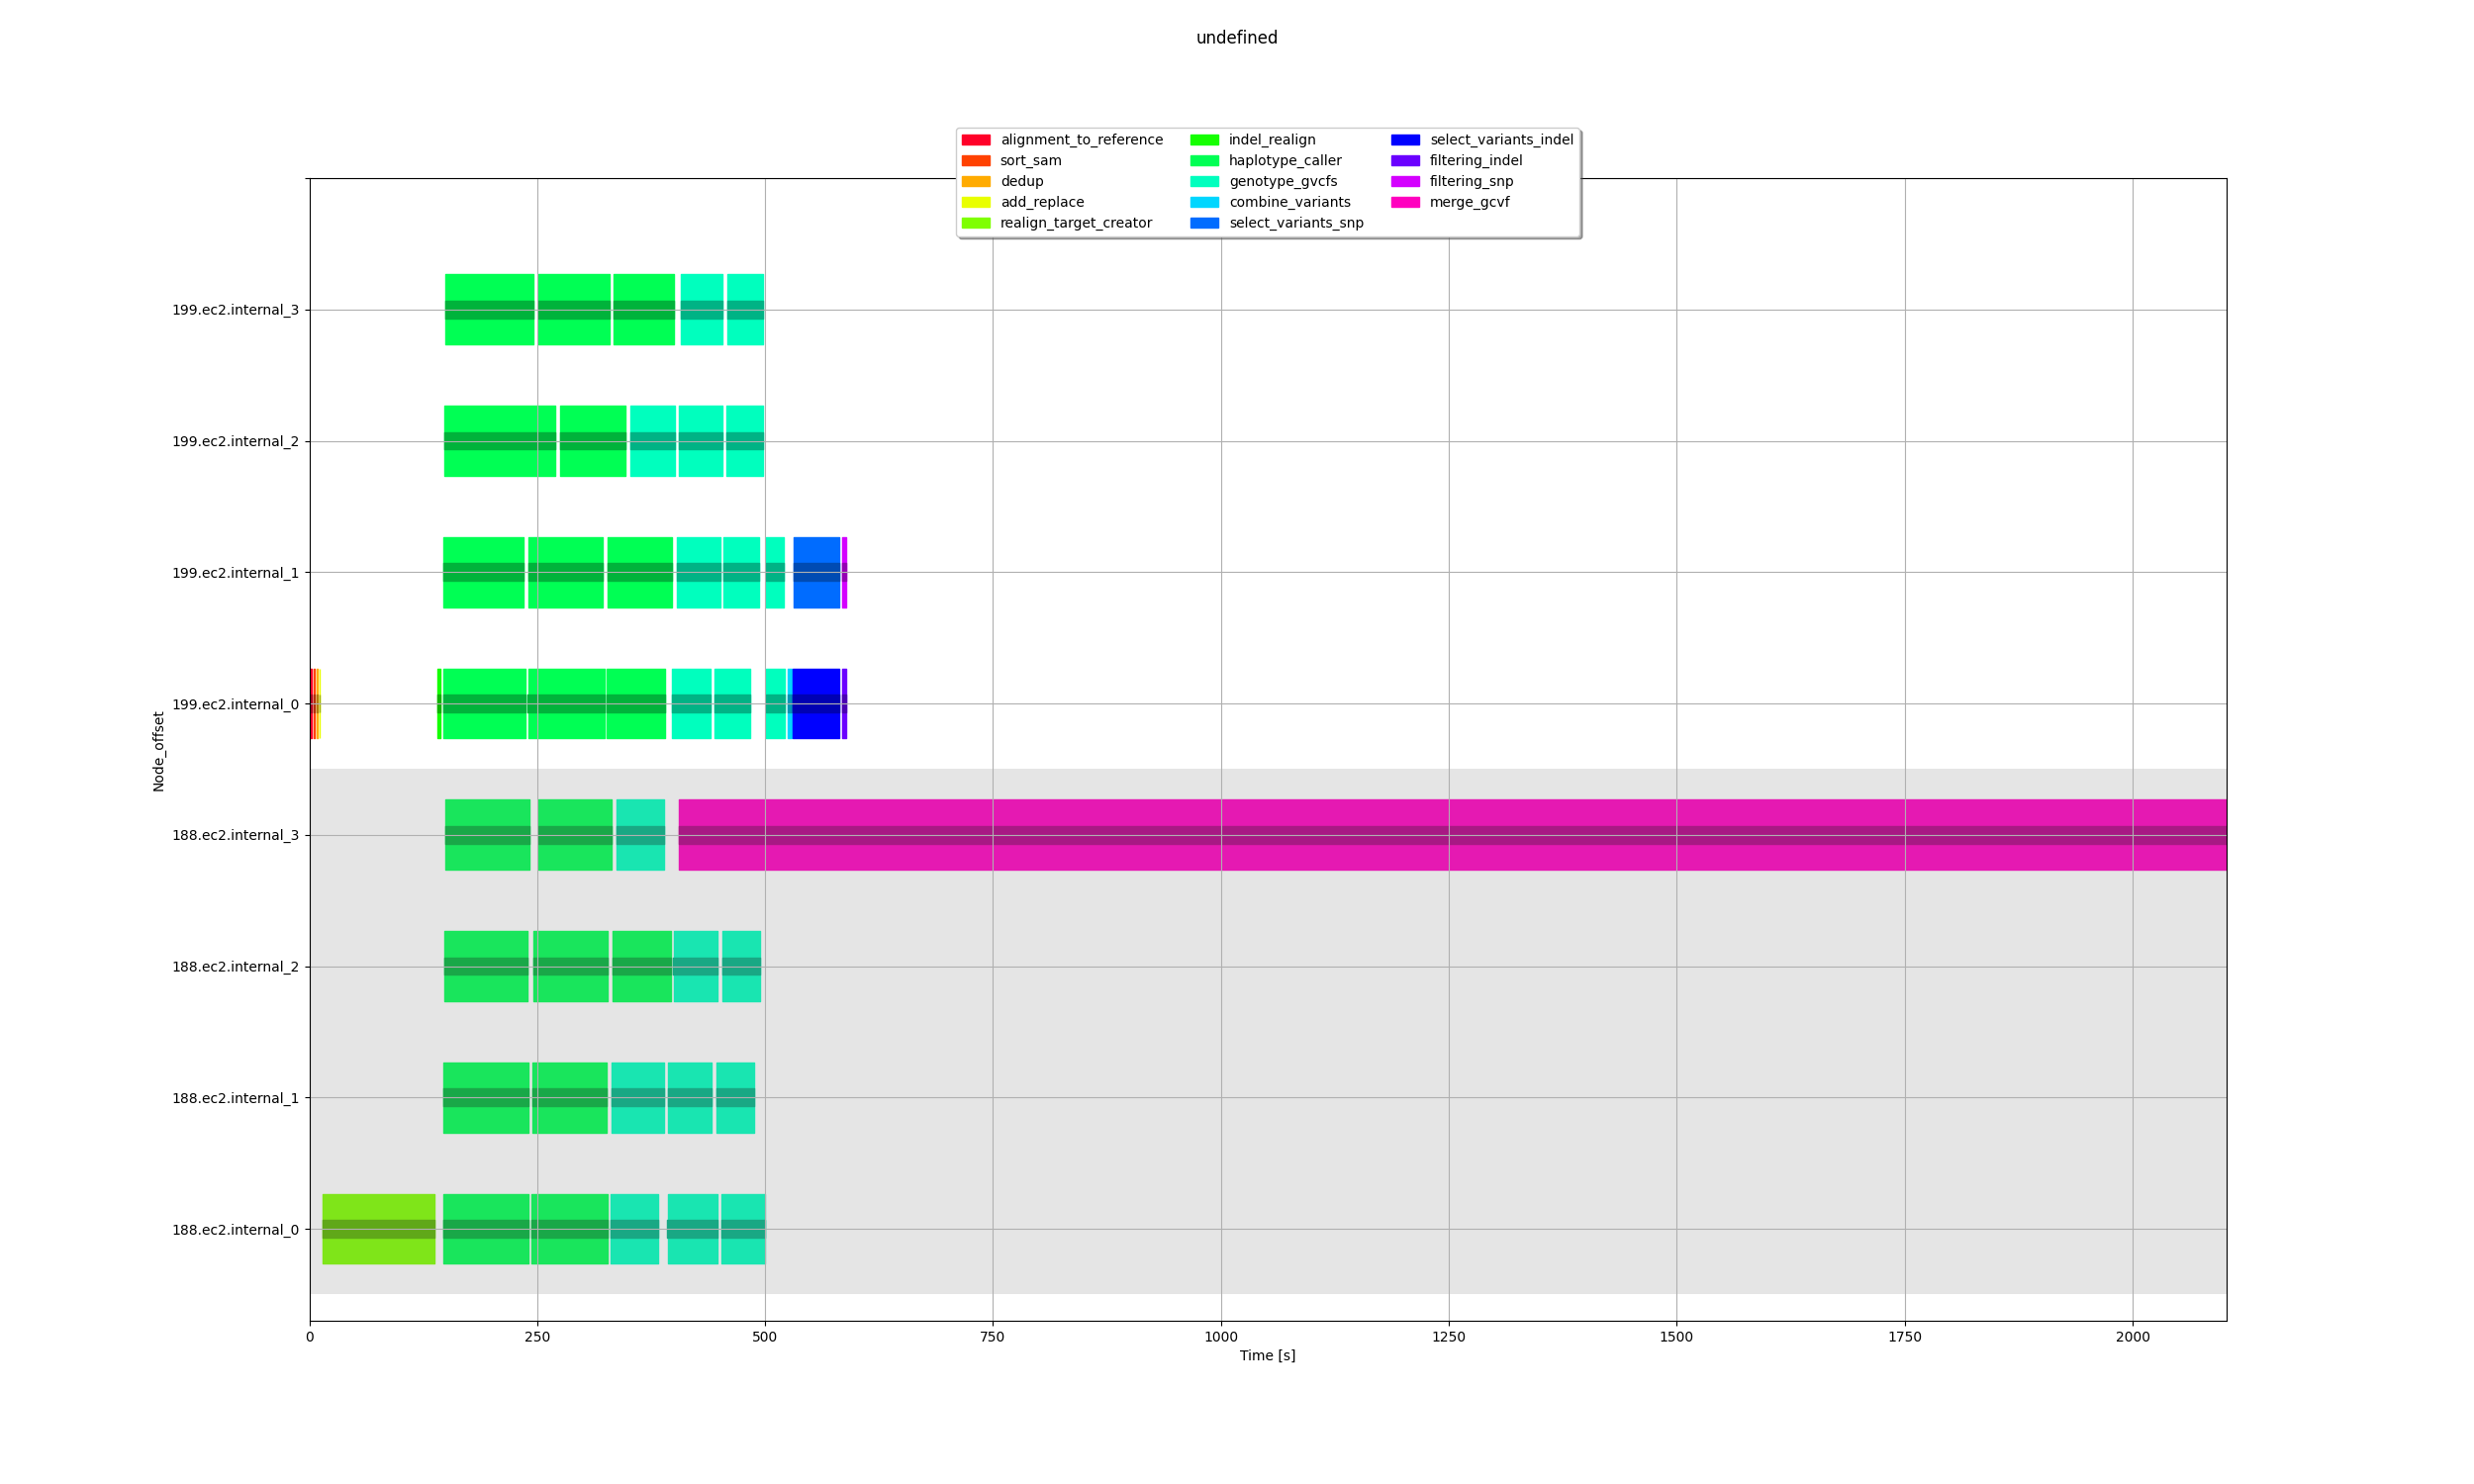 undefined
alignment_to_reference
sort_sam
dedup
add_replace
realign_target_creator
indel_realign
haplotype_caller
genotype_gvcfs
combine_variants
select_variants_snp
select_variants_indel
filtering_indel
filtering_snp
merge_gcvf
199.ec2.internal_3
199.ec2.internal_2
199.ec2.internal_1
199.ec2.internal_0
188.ec2.internal_3
188.ec2.internal_2
188.ec2.internal_1
188.ec2.internal_0
Node_offset
0 250 500 750 1000 1250 1500 1750 2000
Time [s]